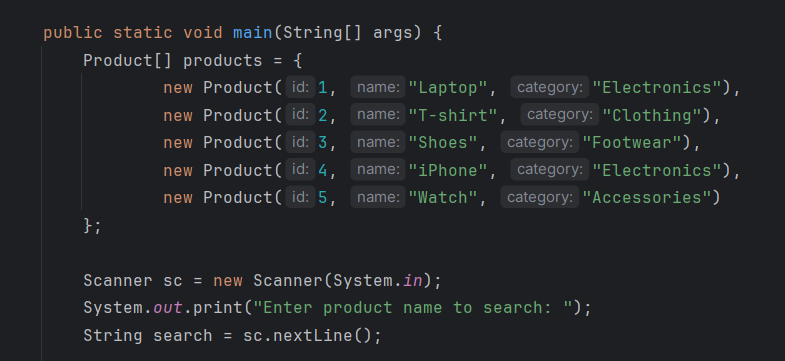 public static void main(String[] args) {
Product[] products = {
new Product( id: 1, name: "Laptop", category: "Electronics"),
new Product( id: 2, name: "T-shirt", category: "Clothing"),
new Product( id: 3, name: "Shoes", category: "Footwear"),
new Product( id: 4, name: "iPhone", category: "Electronics"),
new Product( id: 5, name: "Watch", category: "Accessories")
};
Scanner sc = new Scanner(System.in);
System.out.print("Enter product name to search: ");
String search = sc.nextLine();